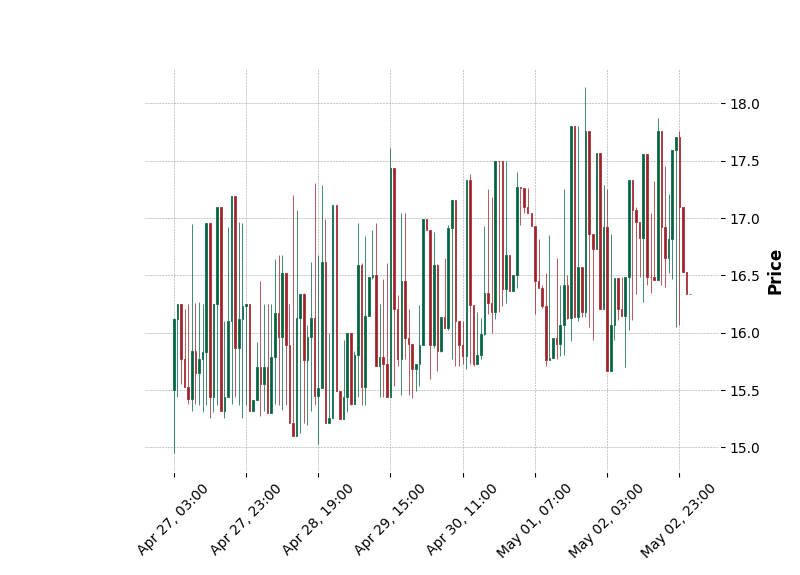 18.0
17.5
17.0
16.5
16.0
15.5
15.0
Price
Apr 27, 03:00
Apr 27, 23:00
Apr 28, 19:00
Apr 29, 15:00
Apr 30, 11:00
May 01, 07:00
May 02, 03:00
May 02, 23:00